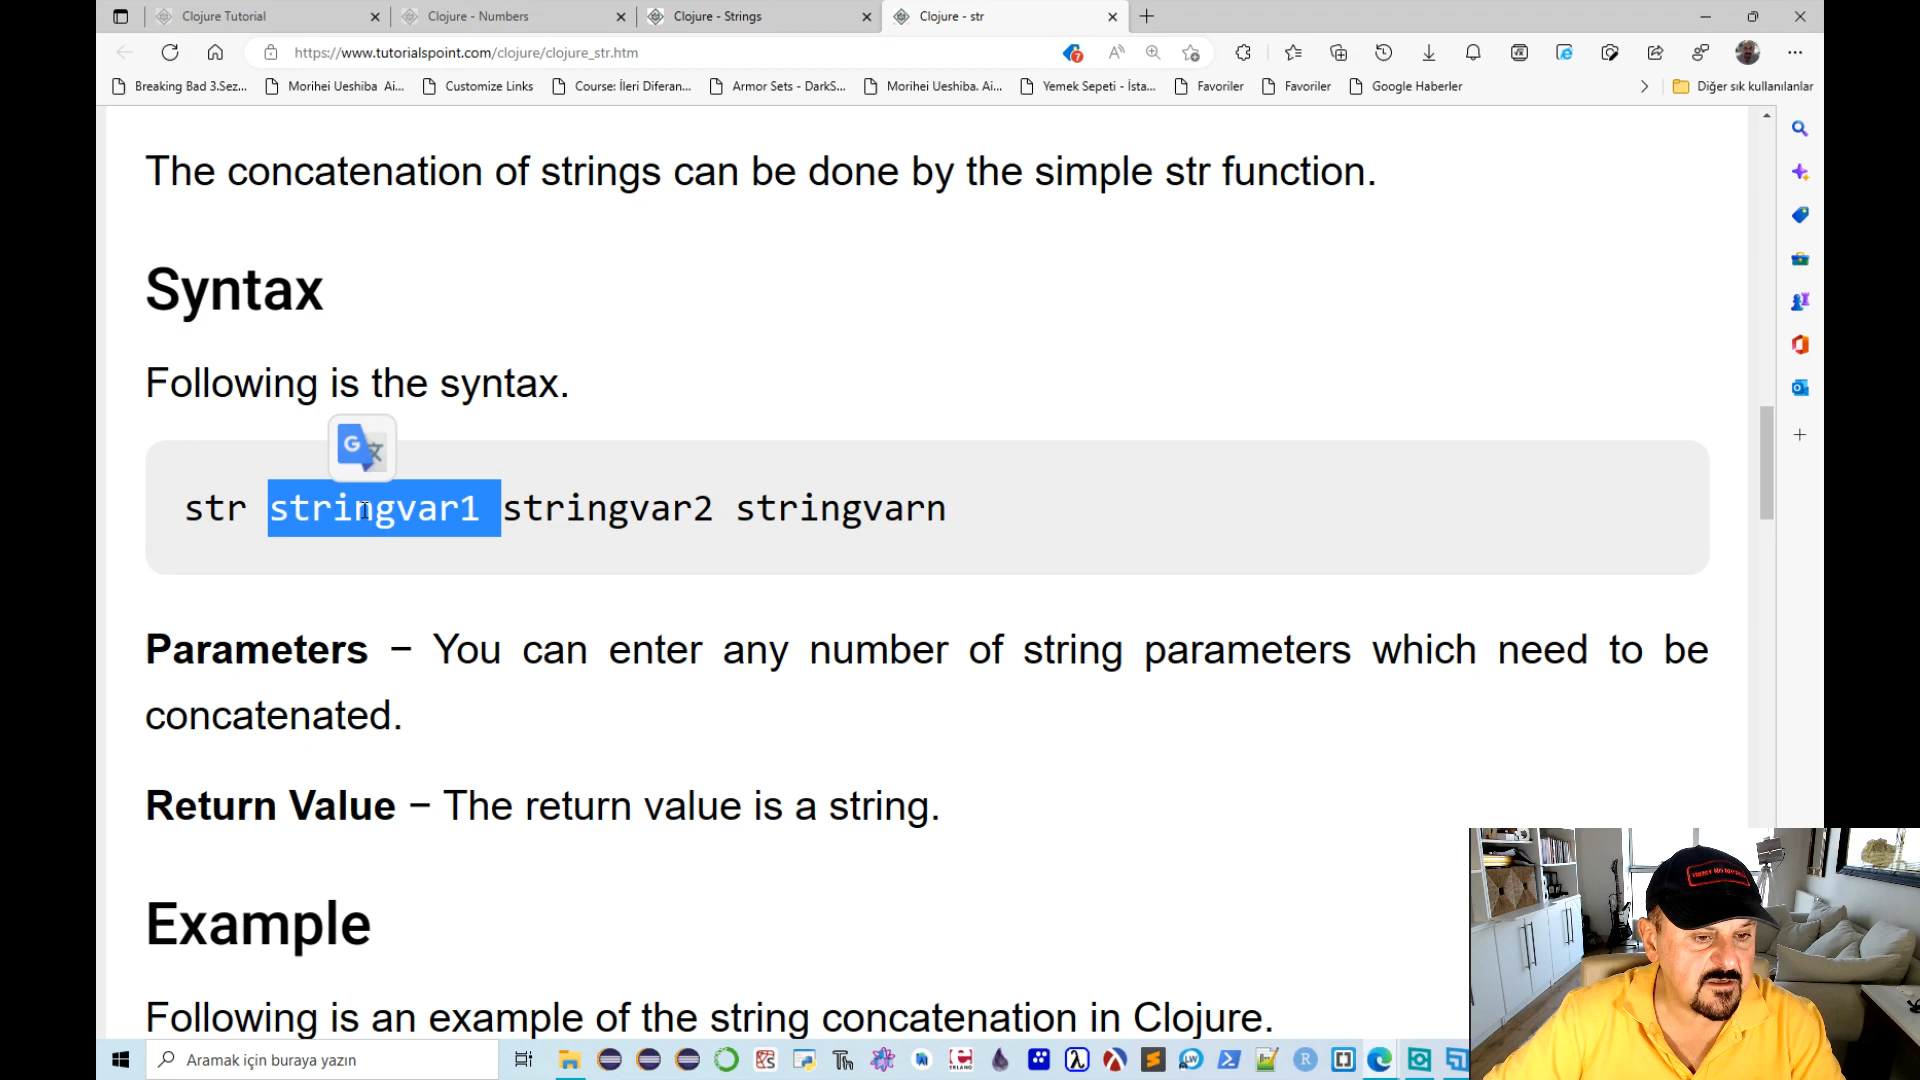 Clojure Tutorial
Clojure - Numbers
Clojure - Strings
Clojure - str
https://www.tutorialspoint.com/clojure/clojure_str.htm
7
Breaking Bad 3.Sez...
Morihei Ueshiba Ai...
Customize Links
Course: İleri Diferan...
Armor Sets - DarkS...
Morihei Ueshiba. Ai...
Yemek Sepeti - İsta...
Favoriler
Favoriler
Google Haberler
Diğer sık kullanılanlar
The concatenation of strings can be done by the simple str function.
Syntax
Following is the syntax.
str stringvar1 stringvar2 stringvarn
Parameters − You can enter any number of string parameters which need to be
concatenated.
Return Value − The return value is a string.
Example
Following is an example of the string concatenation in Clojure.
Aramak için buraya yazın